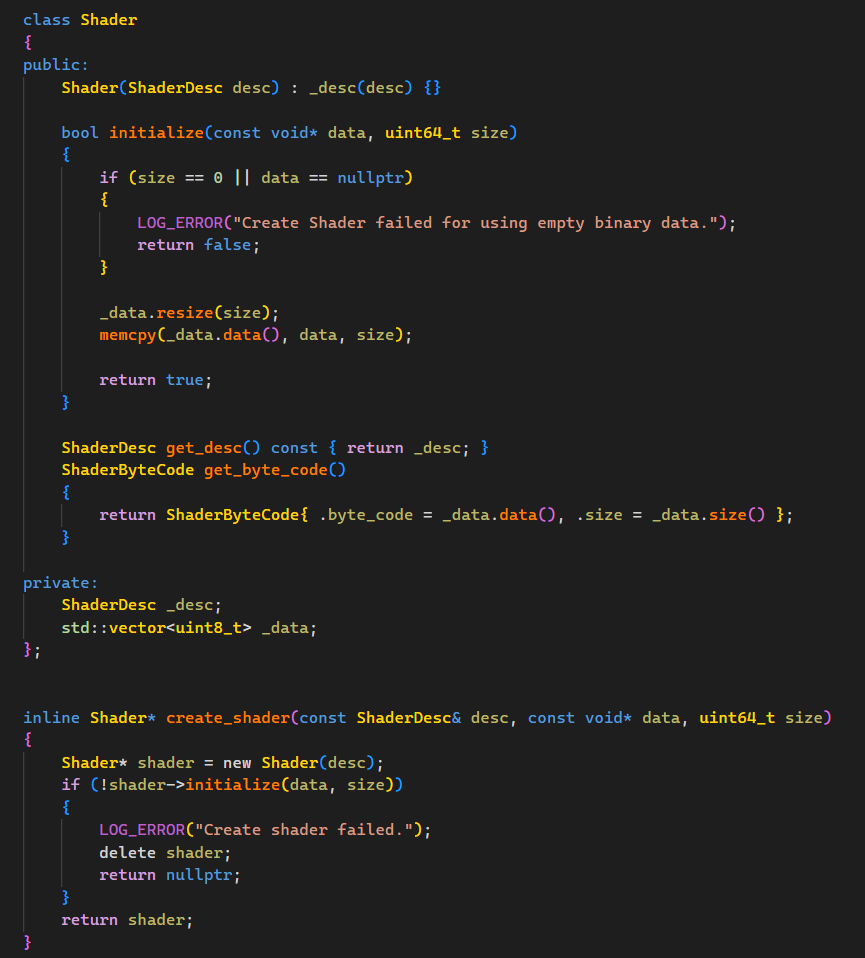 class Shader
{
public:
    Shader(ShaderDesc desc) : _desc(desc) {}
    bool initialize(const void* data, uint64_t size)
    {
        if (size == 0 || data == nullptr)
        {
            LOG_ERROR("Create Shader failed for using empty binary data.");
            return false;
        }
        _data.resize(size);
        memcpy(_data.data(), data, size);
        return true;
    }
    ShaderDesc get_desc() const { return _desc; }
    ShaderByteCode get_byte_code()
    {
        return ShaderByteCode{ .byte_code = _data.data(), .size = _data.size() };
    }
private:
    ShaderDesc _desc;
    std::vector<uint8_t> _data;
};
inline Shader* create_shader(const ShaderDesc& desc, const void* data, uint64_t size)
{
    Shader* shader = new Shader(desc);
    if (!shader->initialize(data, size))
    {
        LOG_ERROR("Create shader failed.");
        delete shader;
        return nullptr;
    }
    return shader;
}